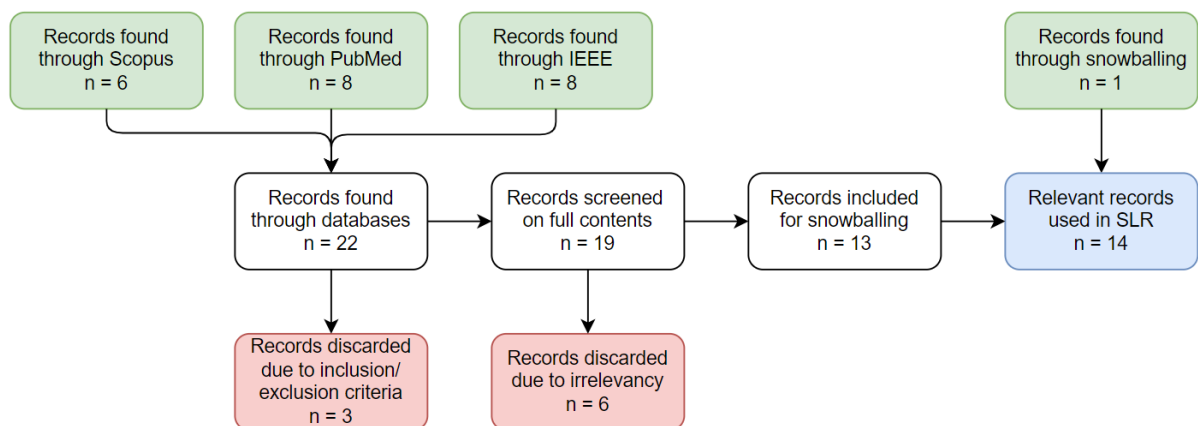 Records found
through Scopus
n = 6
Records found
through PubMed
n = 8
Records found
through IEEE
n = 8
Records found
through snowballing
n = 1
Records found
through databases
n = 22
Records screened
on full contents
n = 19
Records included
for snowballing
n = 13
Relevant records
used in SLR
n = 14
Records discarded
due to inclusion/
exclusion criteria
n = 3
Records discarded
due to irrelevancy
n = 6